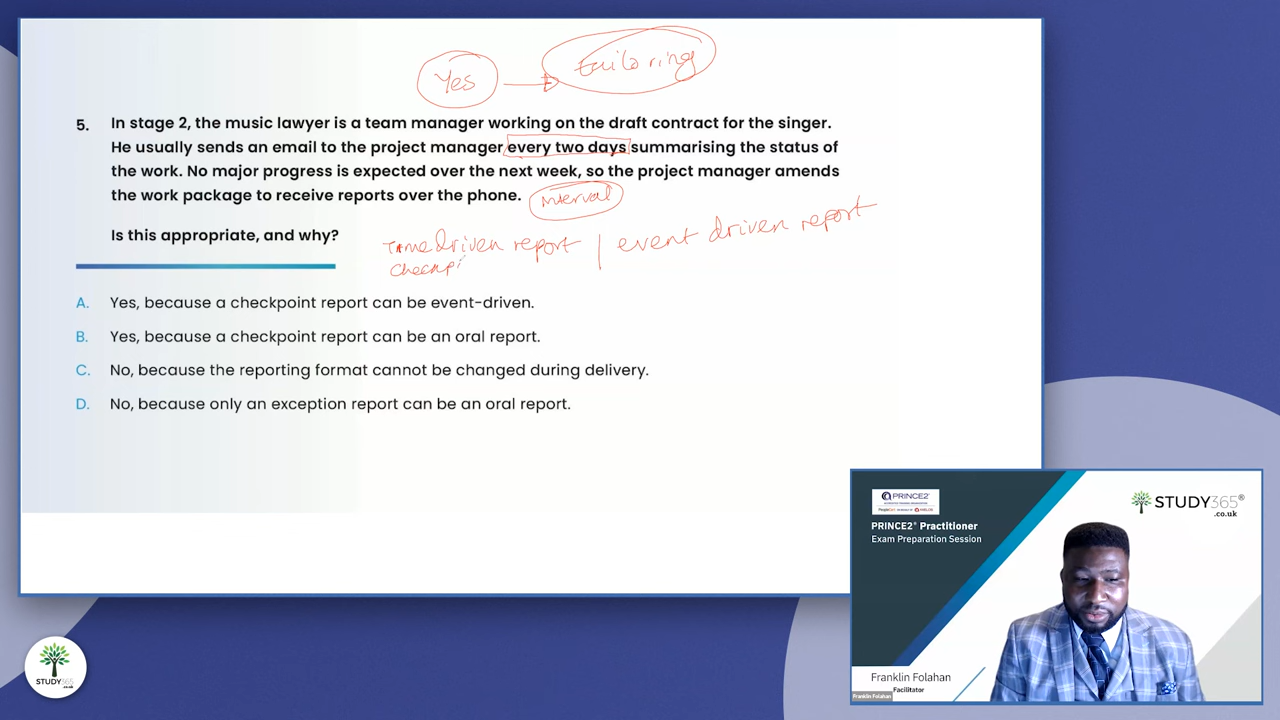 Yes
Tailoring
5. In stage 2, the music lawyer is a team manager working on the draft contract for the singer.
He usually sends an email to the project manager every two days summarising the status of
the work. No major progress is expected over the next week, so the project manager amends
the work package to receive reports over the phone.
Interval
Is this appropriate, and why?
Time driven report | event driven report
Checkpi
A. Yes, because a checkpoint report can be event-driven.
B. Yes, because a checkpoint report can be an oral report.
C. No, because the reporting format cannot be changed during delivery.
D. No, because only an exception report can be an oral report.
PRINCE2®
STUDY365®
.co.uk
PRINCE2® Practitioner
Exam Preparation Session
Franklin Folahan
Facilitator
Franklin Folahan
STUDY365
.co.uk